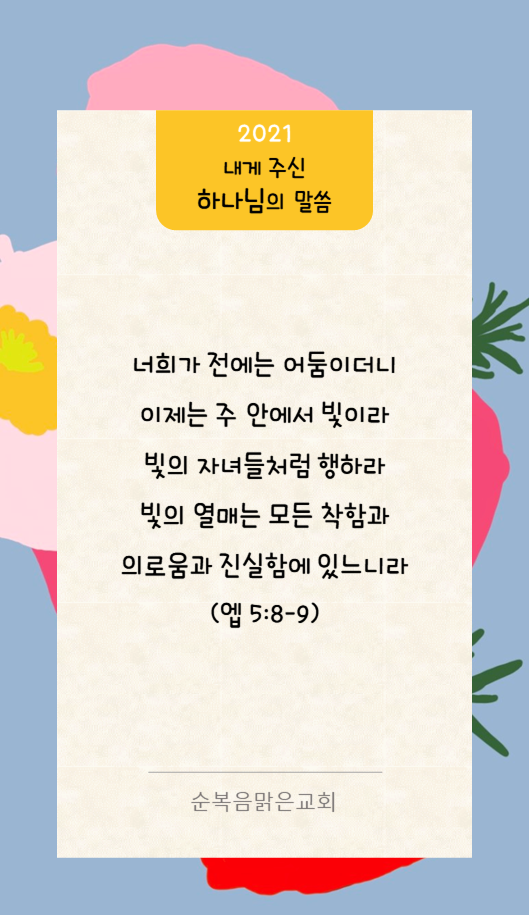 2021
내게 주신
하나님의 말씀
너희가 전에는 어둠이더니
이제는 주 안에서 빛이라
빛의 자녀들처럼 행하라
빛의 열매는 모든 착함과
의로움과 진실함에 있느니라
(엡 5:8-9)
순복음맑은교회